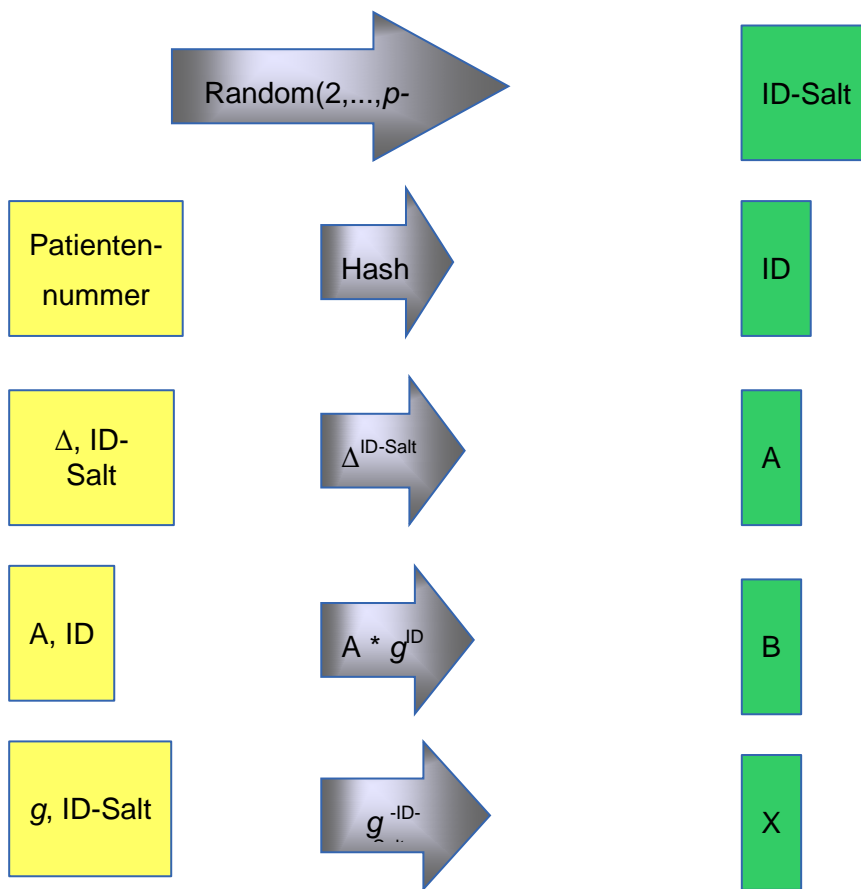 Random(2,...,p-
ID-Salt
Patienten-
nummer
Hash
ID
Δ, ID-
Salt
Δ^ID-Salt
A
A, ID
A * g^ID
B
g, ID-Salt
g^-ID-
X